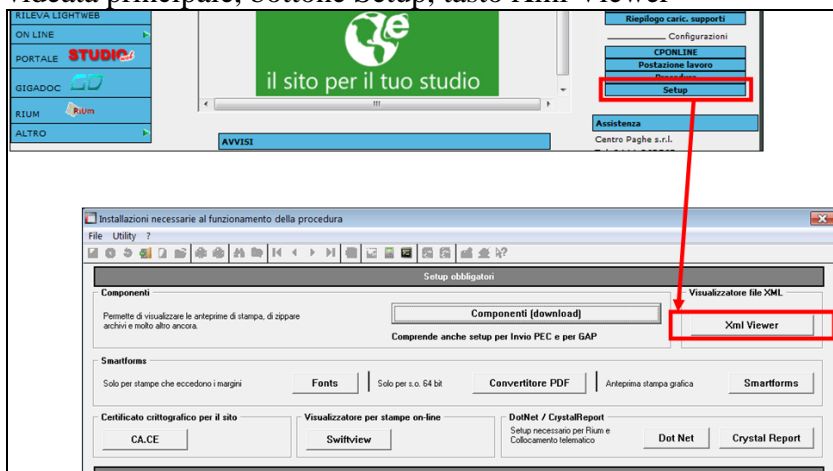 videata principale, bottone Setup, tasto Xml Viewer
RILEVA LIGHTWEB
ON LINE
PORTALE STUDIO
GIGADOC
RIUM Rium
ALTRO
il sito per il tuo studio
AVVISI
Riepilogo caric. supporti
Configurazioni
CPONLINE
Postazione lavoro
Procedura
Setup
Assistenza
Centro Paghe s.r.l.
Installazioni necessarie al funzionamento della procedura
File Utility ?
Setup obbligatori
Componenti
Permette di visualizzare le anteprime di stampa, di zippare
archivi e molto altro ancora.
Componenti (download)
Comprende anche setup per Invio PEC e per GAP
Visualizzatore file XML
Xml Viewer
Smartforms
Solo per stampe che eccedono i margini
Fonts
Solo per s.o. 64 bit
Convertitore PDF
Anteprima stampa grafica
Smartforms
Certificato crittografico per il sito
CA.CE
Visualizzatore per stampe on-line
Swiftview
DotNet / CrystalReport
Setup necessario per Rium e
Collocamento telematico
Dot Net
Crystal Report